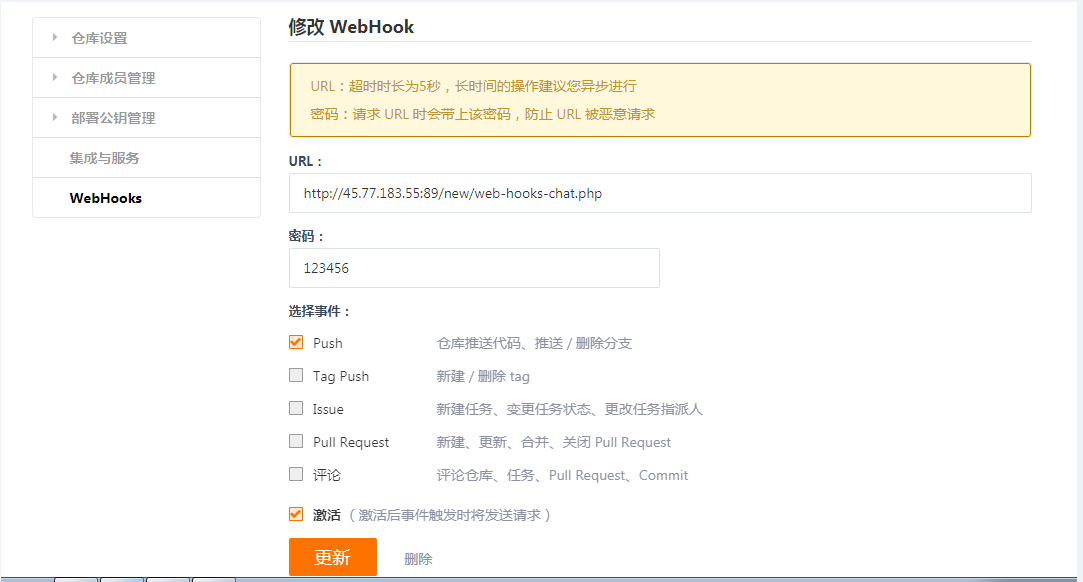 仓库设置
仓库成员管理
部署公钥管理
集成与服务
WebHooks
修改 WebHook
URL：超时时长为5秒，长时间的操作建议您异步进行
密码：请求 URL 时会带上该密码，防止 URL 被恶意请求
URL：
http://45.77.183.55:89/new/web-hooks-chat.php
密码：
123456
选择事件：
Push 仓库推送代码、推送 / 删除分支
Tag Push 新建 / 删除 tag
Issue 新建任务、变更任务状态、更改任务指派人
Pull Request 新建、更新、合并、关闭 Pull Request
评论 评论仓库、任务、Pull Request、Commit
激活 （ 激活后事件触发时将发送请求 ）
更新 删除